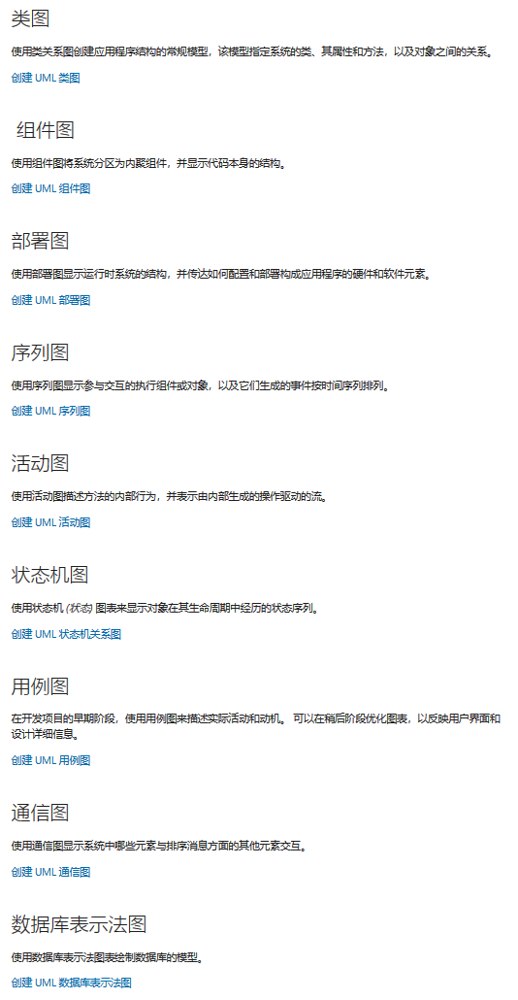 类图
使用类关系图创建应用程序结构的常规模型，该模型指定系统的类、其属性和方法，以及对象之间的关系。
创建 UML 类图
组件图
使用组件图将系统分区为内聚组件，并显示代码本身的结构。
创建 UML 组件图
部署图
使用部署图显示运行时系统的结构，并传达如何配置和部署构成应用程序的硬件和软件元素。
创建 UML 部署图
序列图
使用序列图显示参与交互的执行组件或对象，以及它们生成的事件按时间序列排列。
创建 UML 序列图
活动图
使用活动图描述方法的内部行为，并表示由内部生成的操作驱动的流。
创建 UML 活动图
状态机图
使用状态机 (状态) 图表来显示对象在其生命周期中经历的状态序列。
创建 UML 状态机关系图
用例图
在开发项目的早期阶段，使用用例图来描述实际活动和动机。 可以在稍后阶段优化图表，以反映用户界面和
设计详细信息。
创建 UML 用例图
通信图
使用通信图显示系统中哪些元素与排序消息方面的其他元素交互。
创建 UML 通信图
数据库表示法图
使用数据库表示法图表绘制数据库的模型。
创建 UML 数据库表示法图